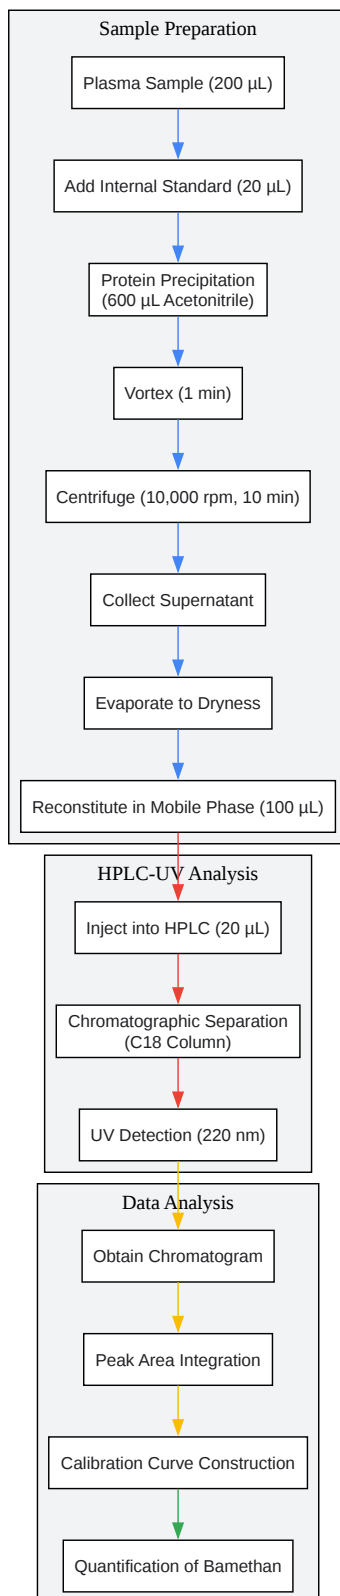 Sample Preparation
Plasma Sample (200 µL)
Add Internal Standard (20 µL)
Protein Precipitation
(600 µL Acetonitrile)
Vortex (1 min)
Centrifuge (10,000 rpm, 10 min)
Collect Supernatant
Evaporate to Dryness
Reconstitute in Mobile Phase (100 µL)
HPLC-UV Analysis
Inject into HPLC (20 µL)
Chromatographic Separation
(C18 Column)
UV Detection (220 nm)
Data Analysis
Obtain Chromatogram
Peak Area Integration
Calibration Curve Construction
Quantification of Bamethan